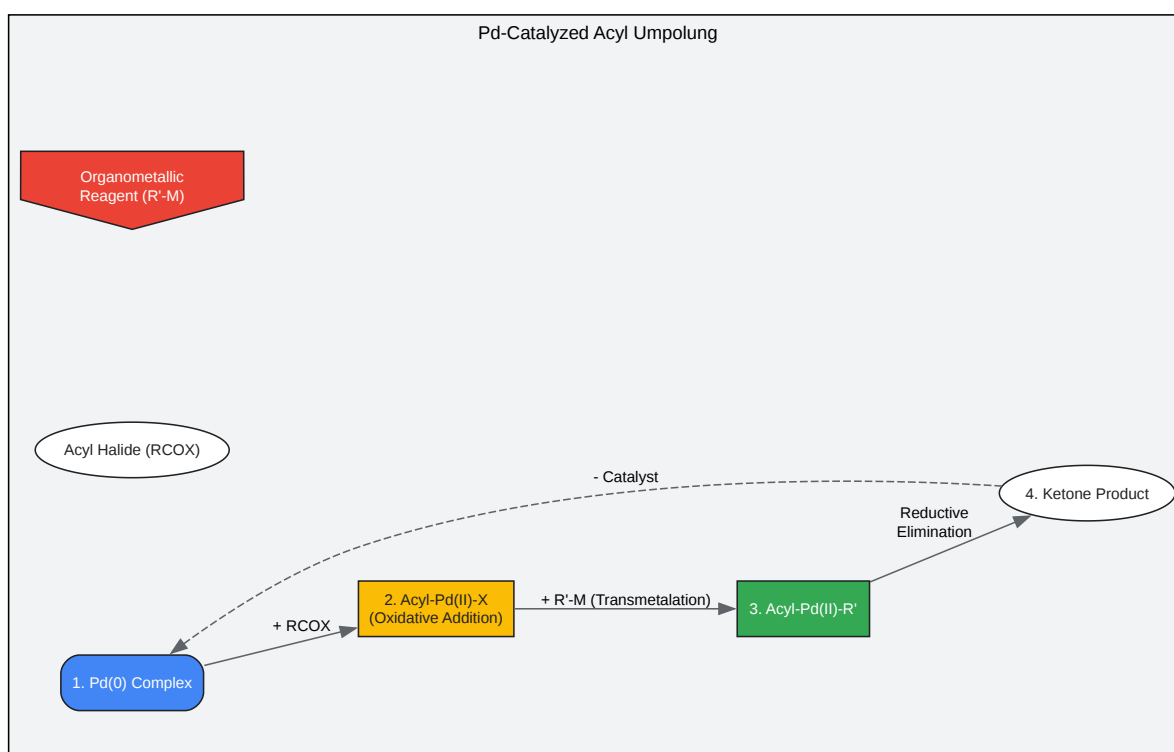 Pd-Catalyzed Acyl Umpolung
Organometallic
Reagent (R'-M)
Acyl Halide (RCOX)
- Catalyst
4. Ketone Product
Reductive
Elimination
2. Acyl-Pd(II)-X
(Oxidative Addition)
+ R'-M (Transmetalation)
3. Acyl-Pd(II)-R'
+ RCOX
1. Pd(0) Complex